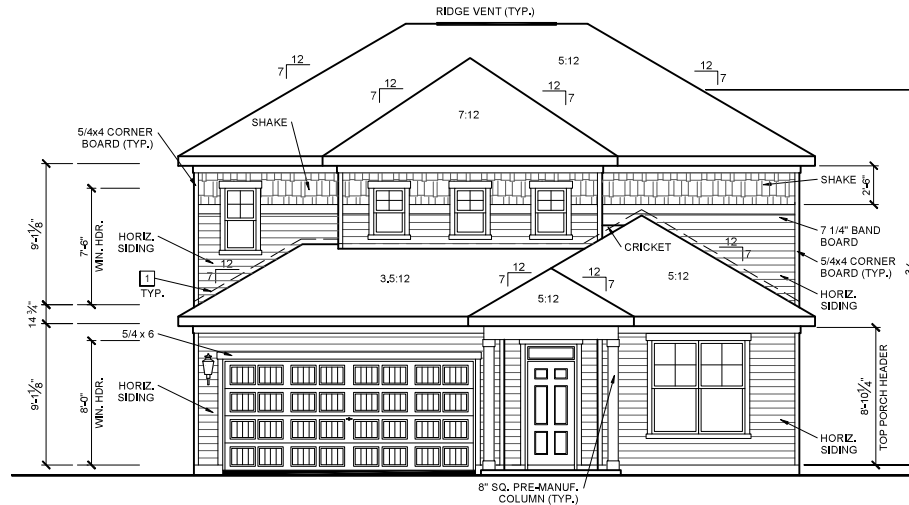 RIDGE VENT (TYP.)
12
7
12
7
5:12
12
7
12
7
7:12
5/4x4 CORNER
BOARD (TYP.)
SHAKE
SHAKE
2'-6"
9'-1 1/8"
7'-6"
WIN. HDR.
HORIZ.
SIDING
7 1/4" BAND
BOARD
CRICKET
12
7
5/4x4 CORNER
BOARD (TYP.)
1
TYP.
12
7
3.5:12
12
7
12
7
5:12
5:12
HORIZ.
SIDING
14 3/4"
5/4 x 6
9'-1 1/8"
8'-0"
WIN. HDR.
HORIZ.
SIDING
8'-10 1/4"
TOP PORCH HEADER
HORIZ.
SIDING
8" SQ. PRE-MANUF.
COLUMN (TYP.)